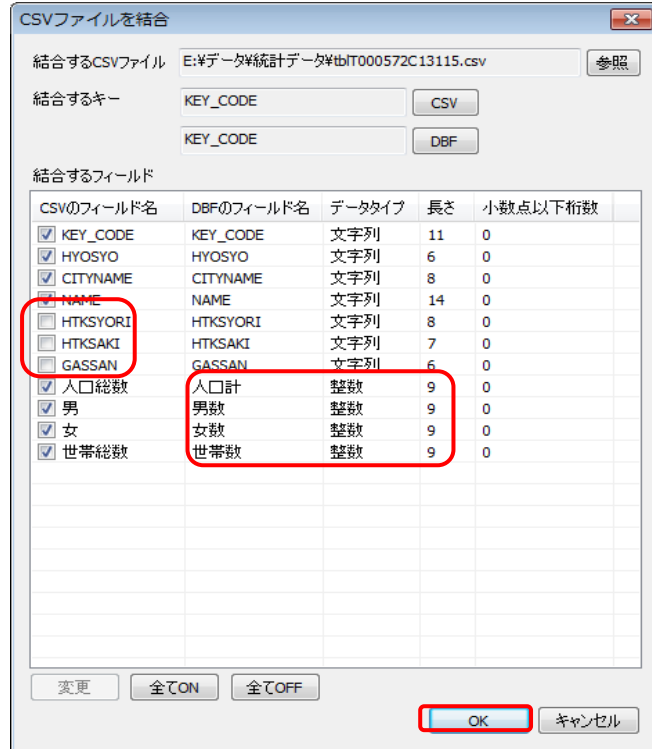 CSVファイルを結合
結合するCSVファイル E:¥データ¥統計データ¥tblT000572C13115.csv 参照
結合するキー KEY_CODE CSV
KEY_CODE DBF
結合するフィールド
CSVのフィールド名 DBFのフィールド名 データタイプ 長さ 小数点以下桁数
KEY_CODE KEY_CODE 文字列 11 0
HYOSYO HYOSYO 文字列 6 0
CITYNAME CITYNAME 文字列 8 0
NAME NAME 文字列 14 0
HTKSYORI HTKSYORI 文字列 8 0
HTKSAKI HTKSAKI 文字列 7 0
GASSAN GASSAN 文字列 6 0
人口総数 人口計 整数 9 0
男 男数 整数 9 0
女 女数 整数 9 0
世帯総数 世帯数 整数 9 0
変更 全てON 全てOFF
OK キャンセル